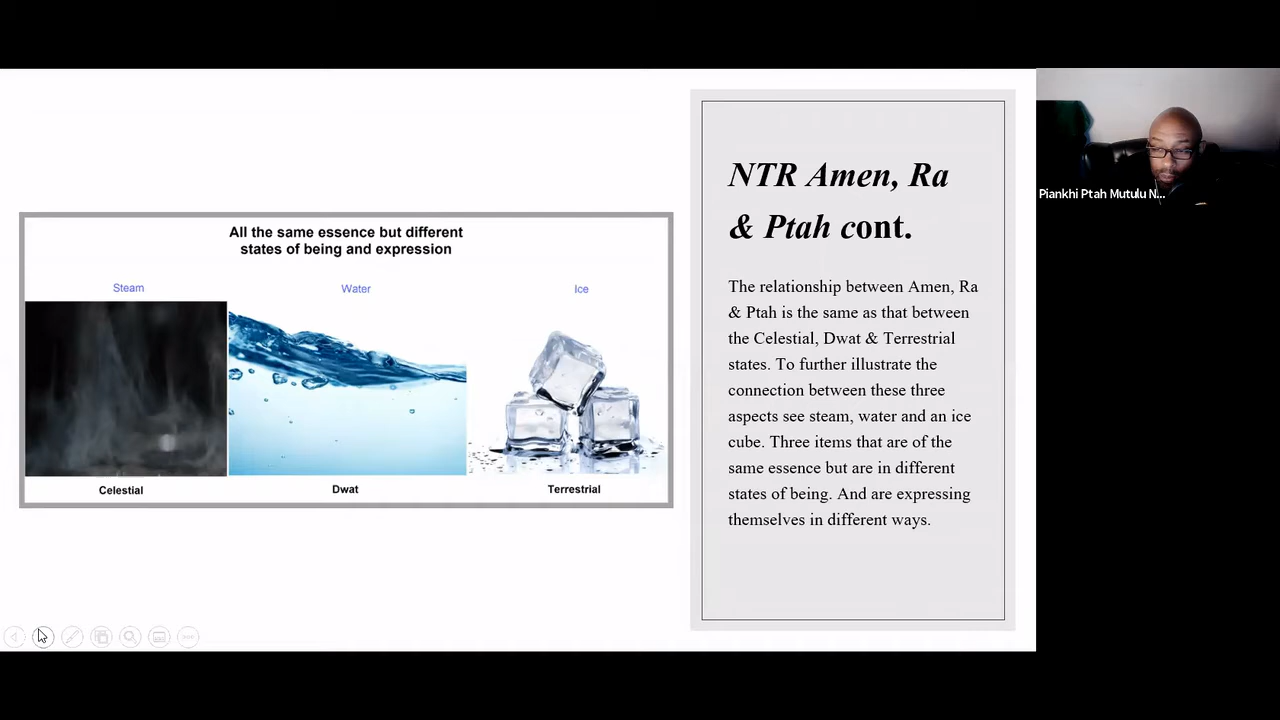 All the same essence but different
states of being and expression
Steam
Water
Ice
Celestial
Dwat
Terrestrial
NTR Amen, Ra
& Ptah cont.
The relationship between Amen, Ra
& Ptah is the same as that between
the Celestial, Dwat & Terrestrial
states. To further illustrate the
connection between these three
aspects see steam, water and an ice
cube. Three items that are of the
same essence but are in different
states of being. And are expressing
themselves in different ways.
Piankhi Ptah Mutulu N...